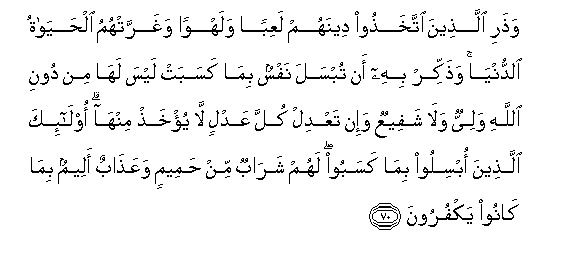 وَذَرِ ٱلَّذِينَ ٱتَّخَذُوا۟ دِينَهُمْ لَعِبًا وَلَهْوًا وَغَرَّتْهُمُ ٱلْحَيَوٰةُ
ٱلدُّنْيَا ۚ وَذَكِّرْ بِهِۦٓ أَن تُبْسَلَ نَفْسٌۢ بِمَا كَسَبَتْ لَيْسَ لَهَا مِن دُونِ
ٱللَّهِ وَلِىٌّ وَلَا شَفِيعٌ وَإِن تَعْدِلْ كُلَّ عَدْلٍ لَّا يُؤْخَذْ مِنْهَآ ۗ أُو۟لَٰٓئِكَ
ٱلَّذِينَ أُبْسِلُوا۟ بِمَا كَسَبُوا۟ ۖ لَهُمْ شَرَابٌ مِّنْ حَمِيمٍ وَعَذَابٌ أَلِيمٌۢ بِمَا
كَانُوا۟ يَكْفُرُونَ ﴿٧٠﴾